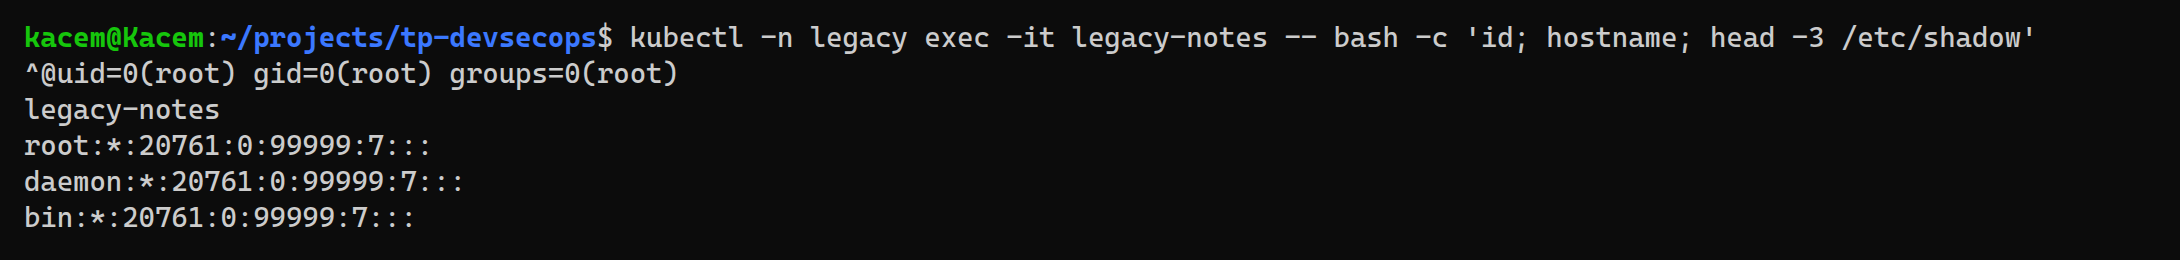 kacem@Kacem:~/projects/tp-devsecops$ kubectl -n legacy exec -it legacy-notes -- bash -c 'id; hostname; head -3 /etc/shadow'
^@uid=0(root) gid=0(root) groups=0(root)
legacy-notes
root:*:20761:0:99999:7:::
daemon:*:20761:0:99999:7:::
bin:*:20761:0:99999:7:::